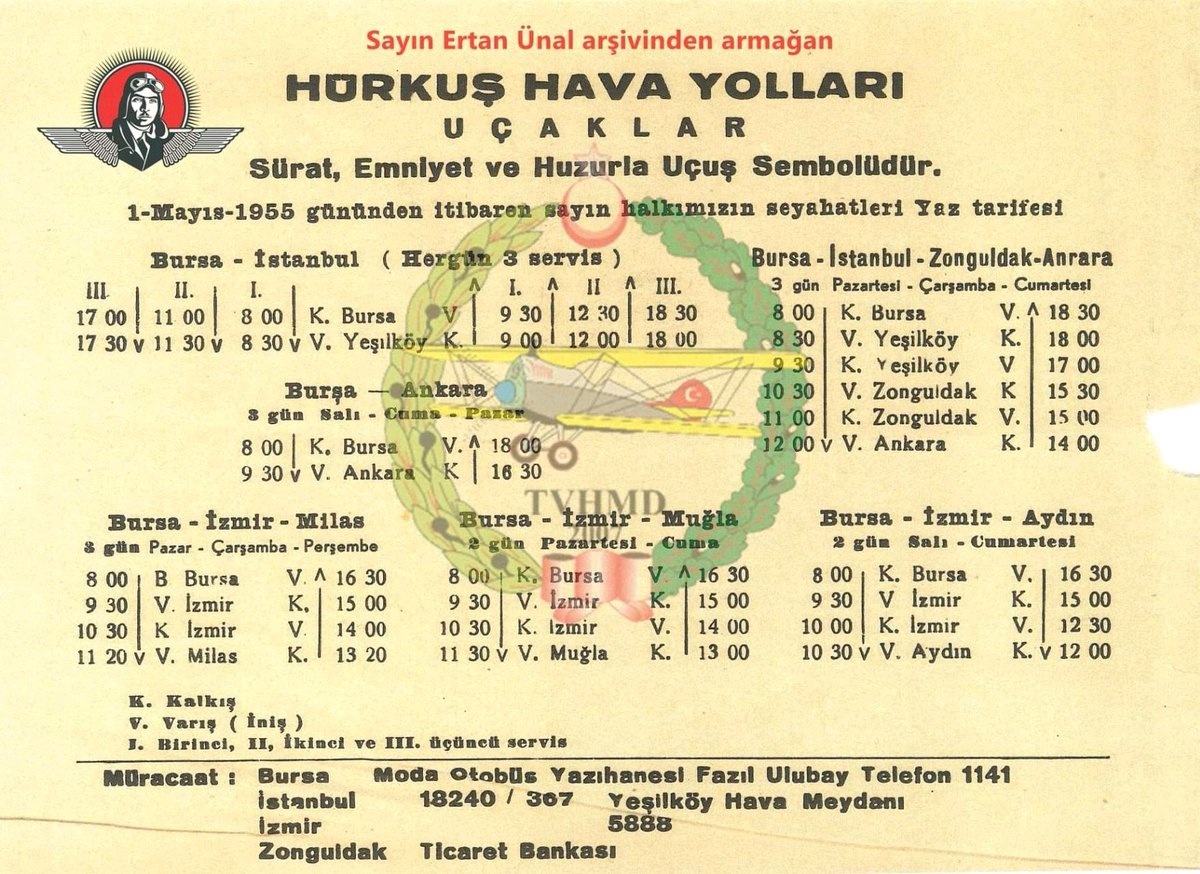 Sayın Ertan Ünal arşivinden armağan
HÜRKUŞ HAVA YOLLARI
UÇAKLAR
Sürat, Emniyet ve Huzurla Uçuş Sembolüdür.
1-Mayıs-1955 gününden itibaren sayın halkımızın seyahatleri Yaz tarifesi
Bursa - İstanbul ( Hergün 3 servis )
III. II. I. I. II III.
17 00 11 00 8 00 K. Bursa V 9 30 12 30 18 30
17 30 v 11 30 v 8 30 v V. Yeşılköy K. 9 00 12 00 18 00
Bursa-İstanbul-Zonguldak-Anrara
3 gün Pazartesi - Çarşamba - Cumartesi
8 00 K. Bursa V. 18 30
8 30 V. Yeşilköy K. 18 00
9 30 K. Yeşilköy V 17 00
10 30 V. Zonguldak K 15 30
11 00 K. Zonguldak V. 15 00
12 00 v V. Ankara K. 14 00
Burşa — Ankara
3 gün Salı - Cuma - Pazar
8 00 K. Bursa V. 18 00
9 30 v V. Ankara K 16 30
TVHMD
Bursa - İzmir - Milas
3 gün Pazar - Çarşamba - Perşembe
8 00 B Bursa V. 16 30
9 30 V. İzmir K. 15 00
10 30 K İzmir V. 14 00
11 20 v V. Milas K. 13 20
Bursa - İzmir - Muğla
2 gün Pazartesi - Cuma
8 00 K. Bursa V. 16 30
9 30 V. İzmir K. 15 00
10 30 K. İzmir V. 14 00
11 30 v V. Muğla K. 13 00
Bursa - İzmir - Aydın
2 gün Salı - Cumartesi
8 00 K. Bursa V. 16 30
9 30 V İzmir K. 15 00
10 00 K. İzmir V. 12 30
10 30 v V. Aydın K. v 12 00
K. Kalkış
V. Varış ( İniş )
I. Birinci, II, İkinci ve III. üçüncü servis
Müracaat : Bursa Moda Otobüs Yazıhanesi Fazıl Ulubay Telefon 1141
İstanbul 18240 / 367 Yeşilköy Hava Meydanı
İzmir 5888
Zonguldak Ticaret Bankası